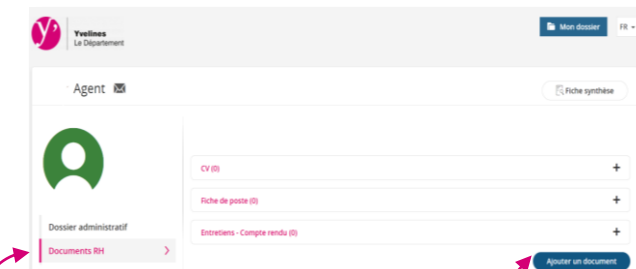 Yvelines
Le Département
Mon dossier
FR
Agent
Fiche synthèse
CV (0)
Fiche de poste (0)
Entretiens - Compte rendu (0)
Dossier administratif
Documents RH
Ajouter un document